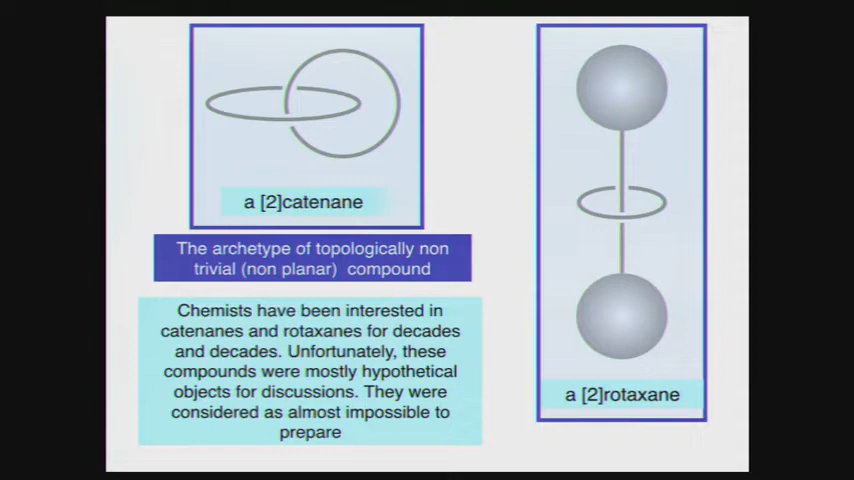 a [2]catenane
The archetype of topologically non
trivial (non planar) compound
Chemists have been interested in
catenanes and rotaxanes for decades
and decades. Unfortunately, these
compounds were mostly hypothetical
objects for discussions. They were
considered as almost impossible to
prepare
a [2]rotaxane